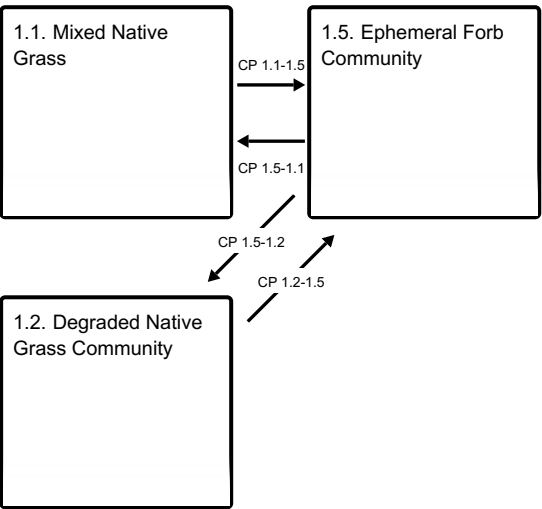 1.1. Mixed Native
Grass
CP 1.1-1.5
1.5. Ephemeral Forb
Community
CP 1.5-1.1
CP 1.5-1.2
CP 1.2-1.5
1.2. Degraded Native
Grass Community